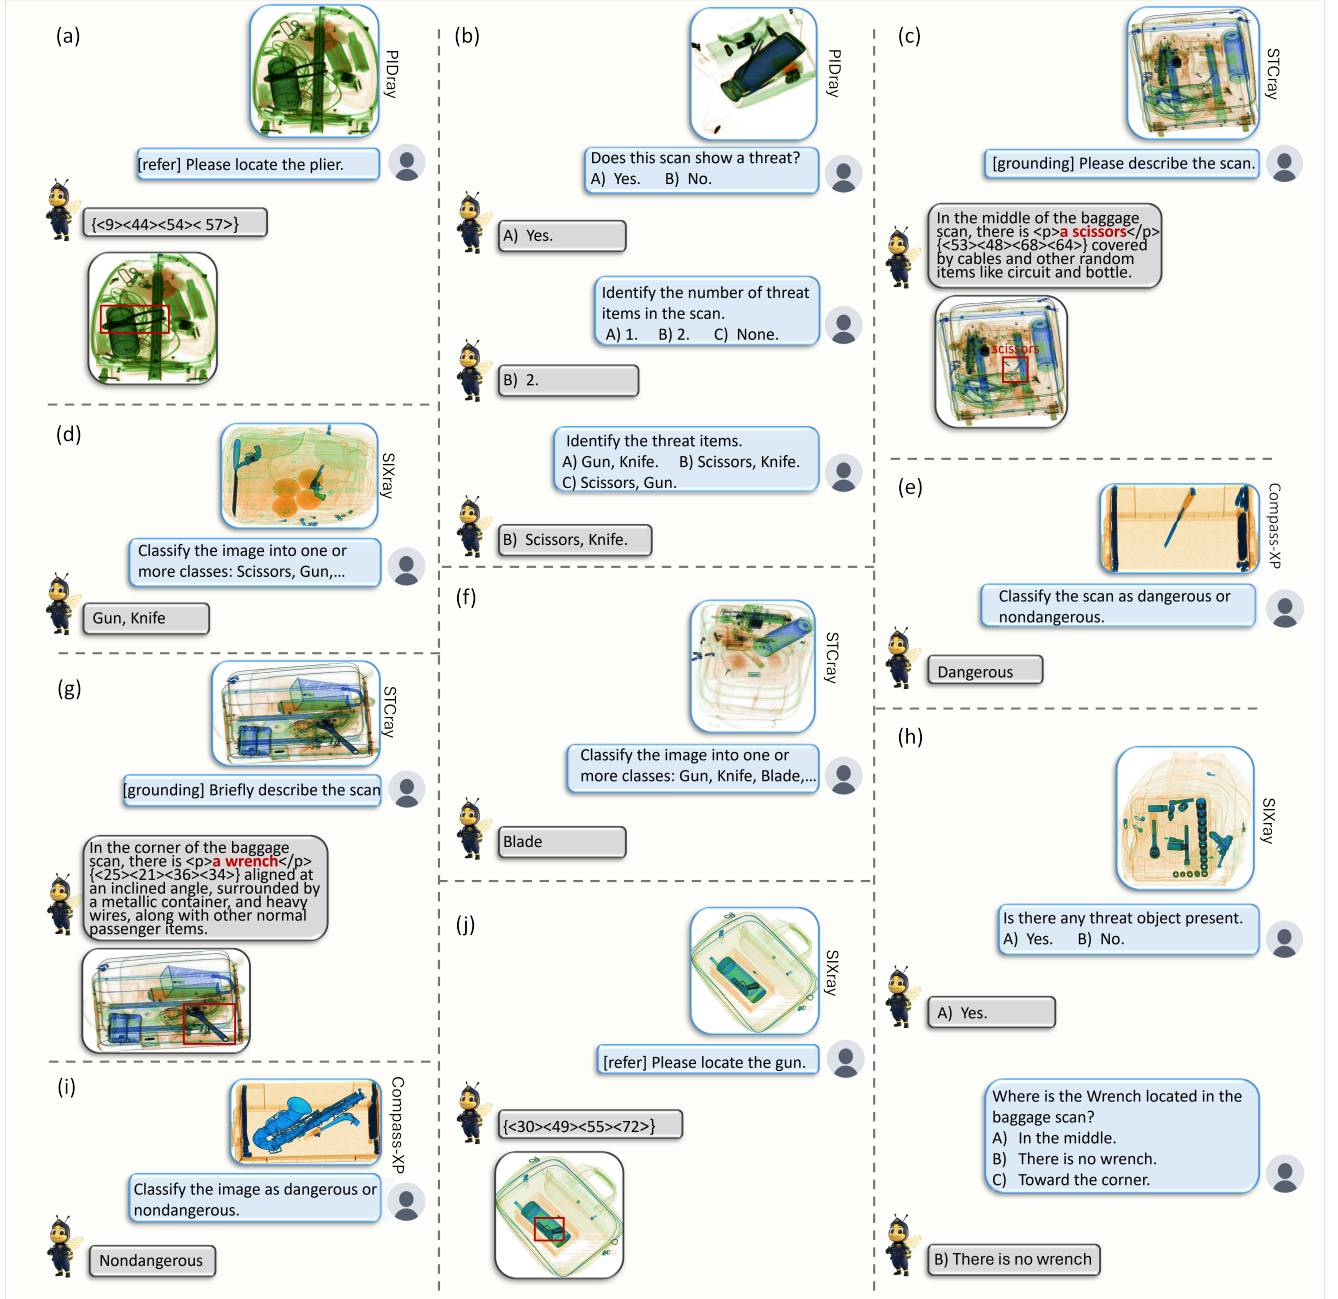 (a)
PIDray
[refer] Please locate the plier.
{<9><44><54>< 57>}
(b)
PIDray
Does this scan show a threat?
A) Yes. B) No.
A) Yes.
Identify the number of threat
items in the scan.
A) 1. B) 2. C) None.
B) 2.
Identify the threat items.
A) Gun, Knife. B) Scissors, Knife.
C) Scissors, Gun.
B) Scissors, Knife.
(c)
STCray
[grounding] Please describe the scan.
In the middle of the baggage
scan, there is <p>a scissors</p>
{<53><48><68><64>} covered
by cables and other random
items like circuit and bottle.
scissors
(d)
SIXray
Classify the image into one or
more classes: Scissors, Gun,...
Gun, Knife
(e)
Compass-XP
Classify the scan as dangerous or
nondangerous.
Dangerous
(f)
STCray
Classify the image into one or
more classes: Gun, Knife, Blade,...
Blade
(g)
STCray
[grounding] Briefly describe the scan
In the corner of the baggage
scan, there is <p>a wrench</p>
{<25><21><36><34>} aligned at
an inclined angle, surrounded by
a metallic container, and heavy
wires, along with other normal
passenger items.
(h)
SIXray
Is there any threat object present.
A) Yes. B) No.
A) Yes.
Where is the Wrench located in the
baggage scan?
A) In the middle.
B) There is no wrench.
C) Toward the corner.
B) There is no wrench
(i)
Compass-XP
Classify the image as dangerous or
nondangerous.
Nondangerous
(j)
SIXray
[refer] Please locate the gun.
{<30><49><55><72>}